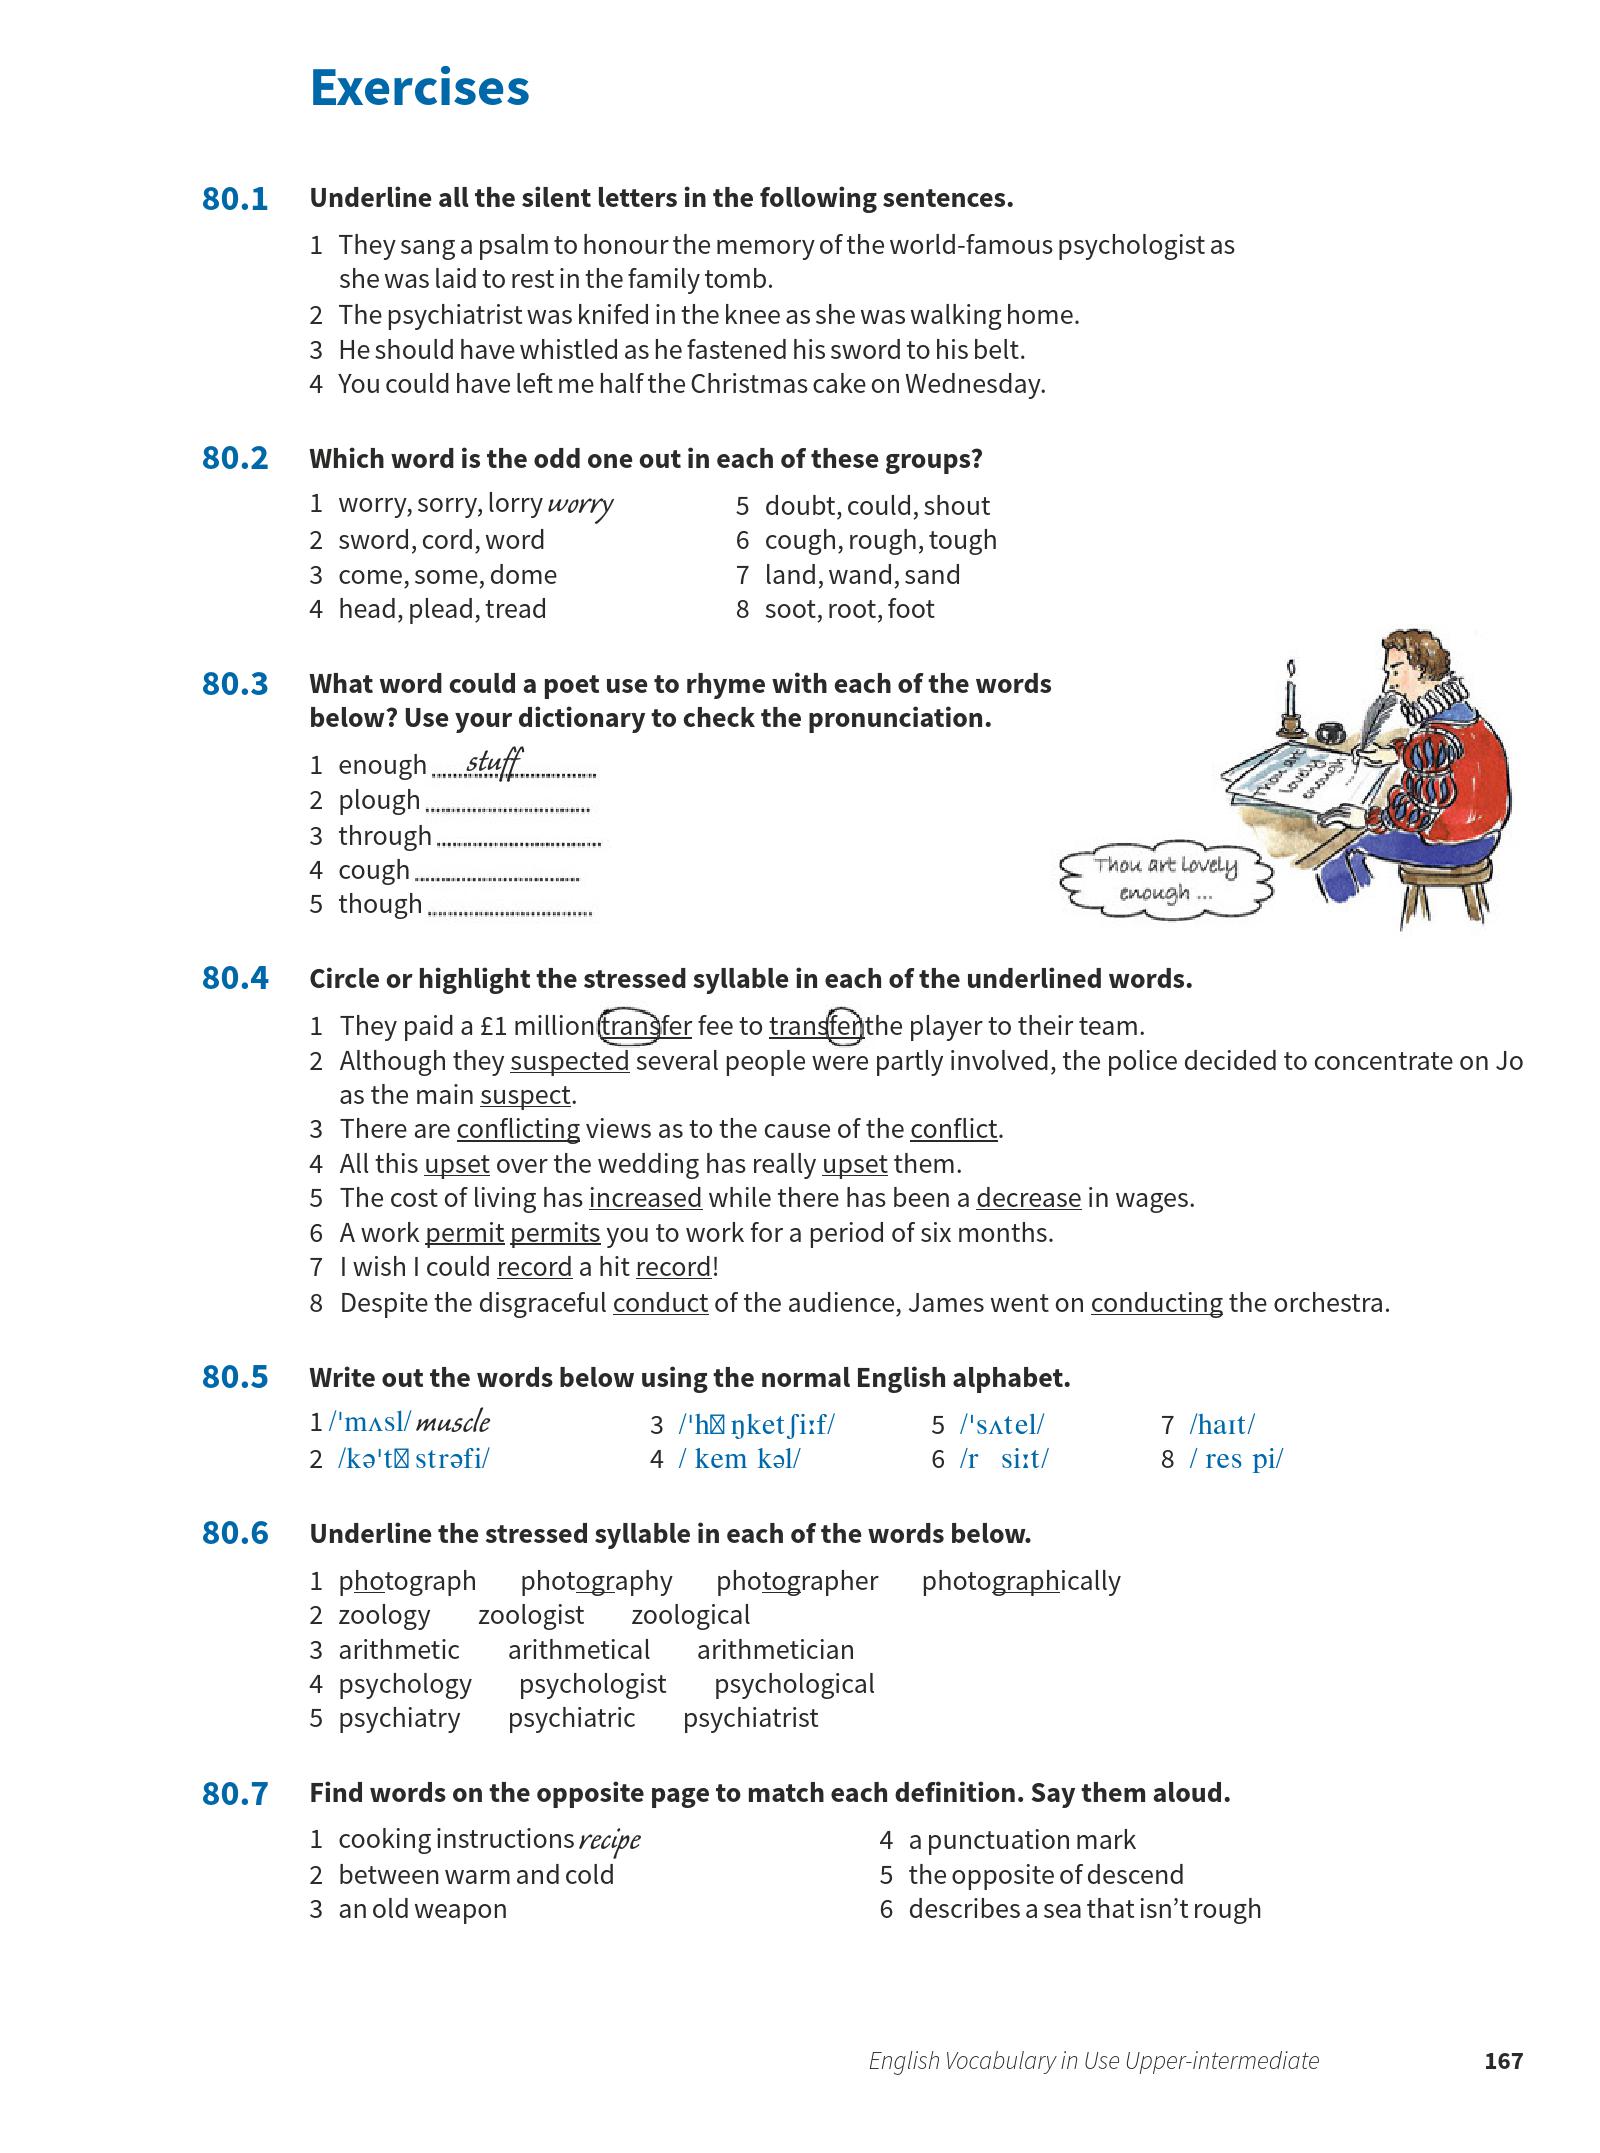 Exercises
80.1 Underline all the silent letters in the following sentences.
1 They sang a psalm to honour the memory of the world-famous psychologist as
she was laid to rest in the family tomb.
2 The psychiatrist was knifed in the knee as she was walking home.
3 He should have whistled as he fastened his sword to his belt.
4 You could have left me half the Christmas cake on Wednesday.
80.2 Which word is the odd one out in each of these groups?
1 worry, sorry, lorry worry
2 sword, cord, word
3 come, some, dome
4 head, plead, tread
5 doubt, could, shout
6 cough, rough, tough
7 land, wand, sand
8 soot, root, foot
80.3 What word could a poet use to rhyme with each of the words
below? Use your dictionary to check the pronunciation.
1 enough stuff
2 plough
3 through
4 cough
5 though
Thou art
lovely
enough
...
Thou art lovely
enough ...
80.4 Circle or highlight the stressed syllable in each of the underlined words.
1 They paid a £1 million transfer fee to transfer the player to their team.
2 Although they suspected several people were partly involved, the police decided to concentrate on Jo
as the main suspect.
3 There are conflicting views as to the cause of the conflict.
4 All this upset over the wedding has really upset them.
5 The cost of living has increased while there has been a decrease in wages.
6 A work permit permits you to work for a period of six months.
7 I wish I could record a hit record!
8 Despite the disgraceful conduct of the audience, James went on conducting the orchestra.
80.5 Write out the words below using the normal English alphabet.
1 /ˈmʌsl/ muscle
2 /kəˈt strəfi/
3 /ˈh ŋketʃiːf/
4 / kem kəl/
5 /ˈsʌtel/
6 /r siːt/
7 /haɪt/
8 / res pi/
80.6 Underline the stressed syllable in each of the words below.
1 photograph photography photographer photographically
2 zoology zoologist zoological
3 arithmetic arithmetical arithmetician
4 psychology psychologist psychological
5 psychiatry psychiatric psychiatrist
80.7 Find words on the opposite page to match each definition. Say them aloud.
1 cooking instructions recipe
2 between warm and cold
3 an old weapon
4 a punctuation mark
5 the opposite of descend
6 describes a sea that isn't rough
English Vocabulary in Use Upper-intermediate 167